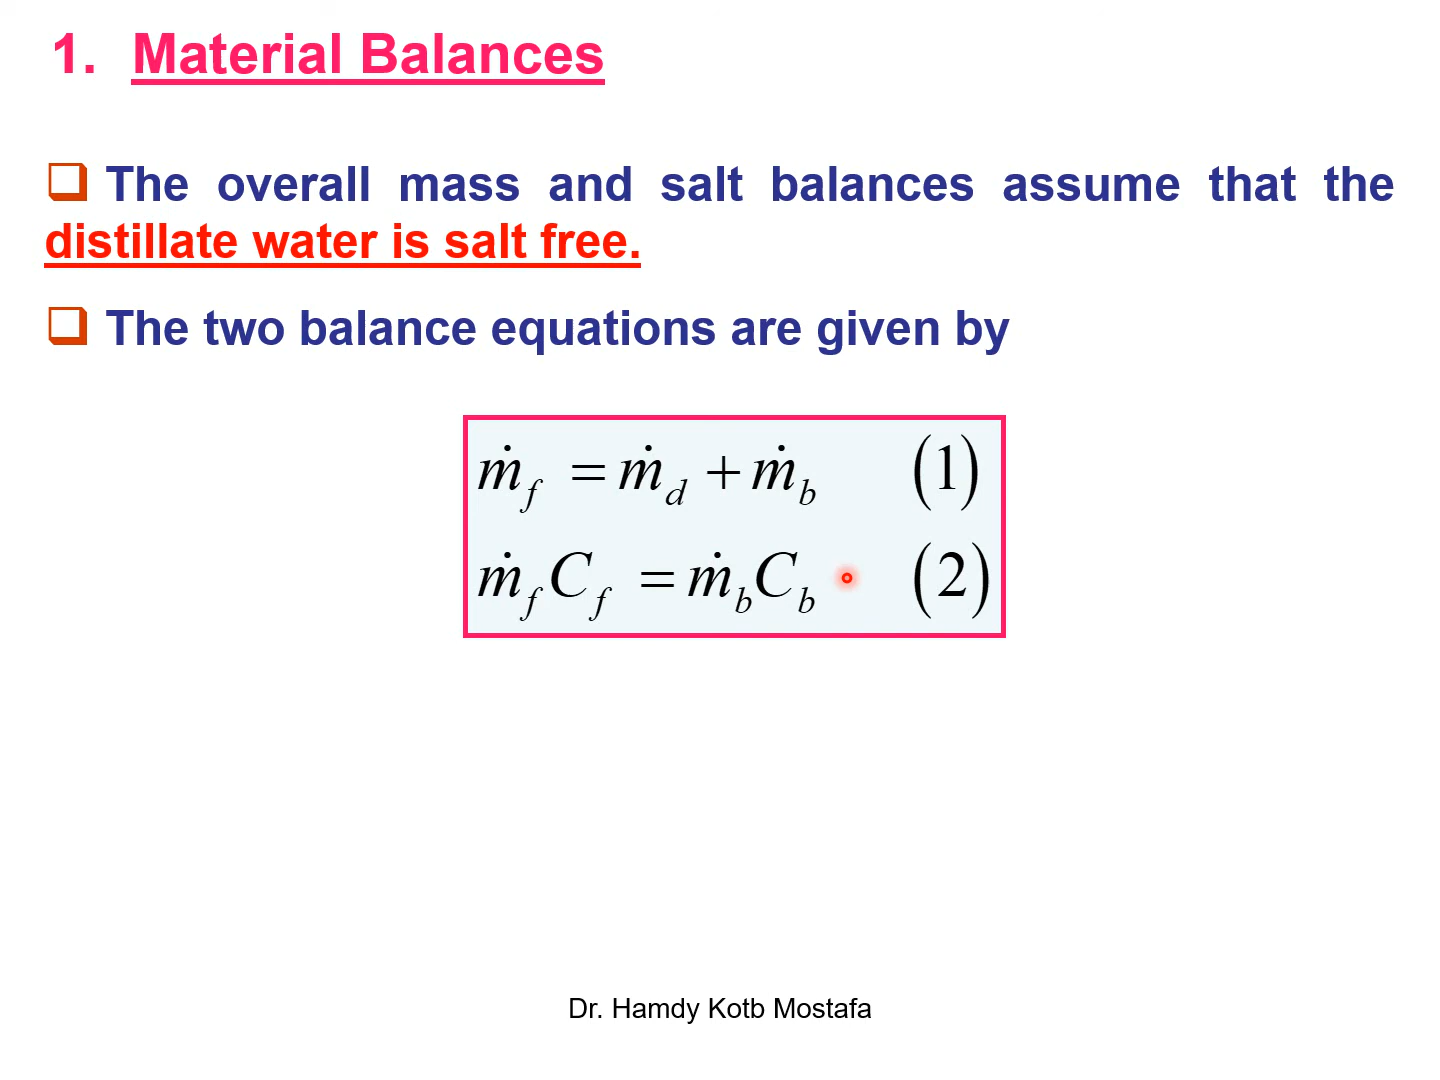 1. Material Balances
❑ The overall mass and salt balances assume that the
distillate water is salt free.
❑ The two balance equations are given by
ṁ_f = ṁ_d + ṁ_b (1)
ṁ_f C_f = ṁ_b C_b (2)
Dr. Hamdy Kotb Mostafa